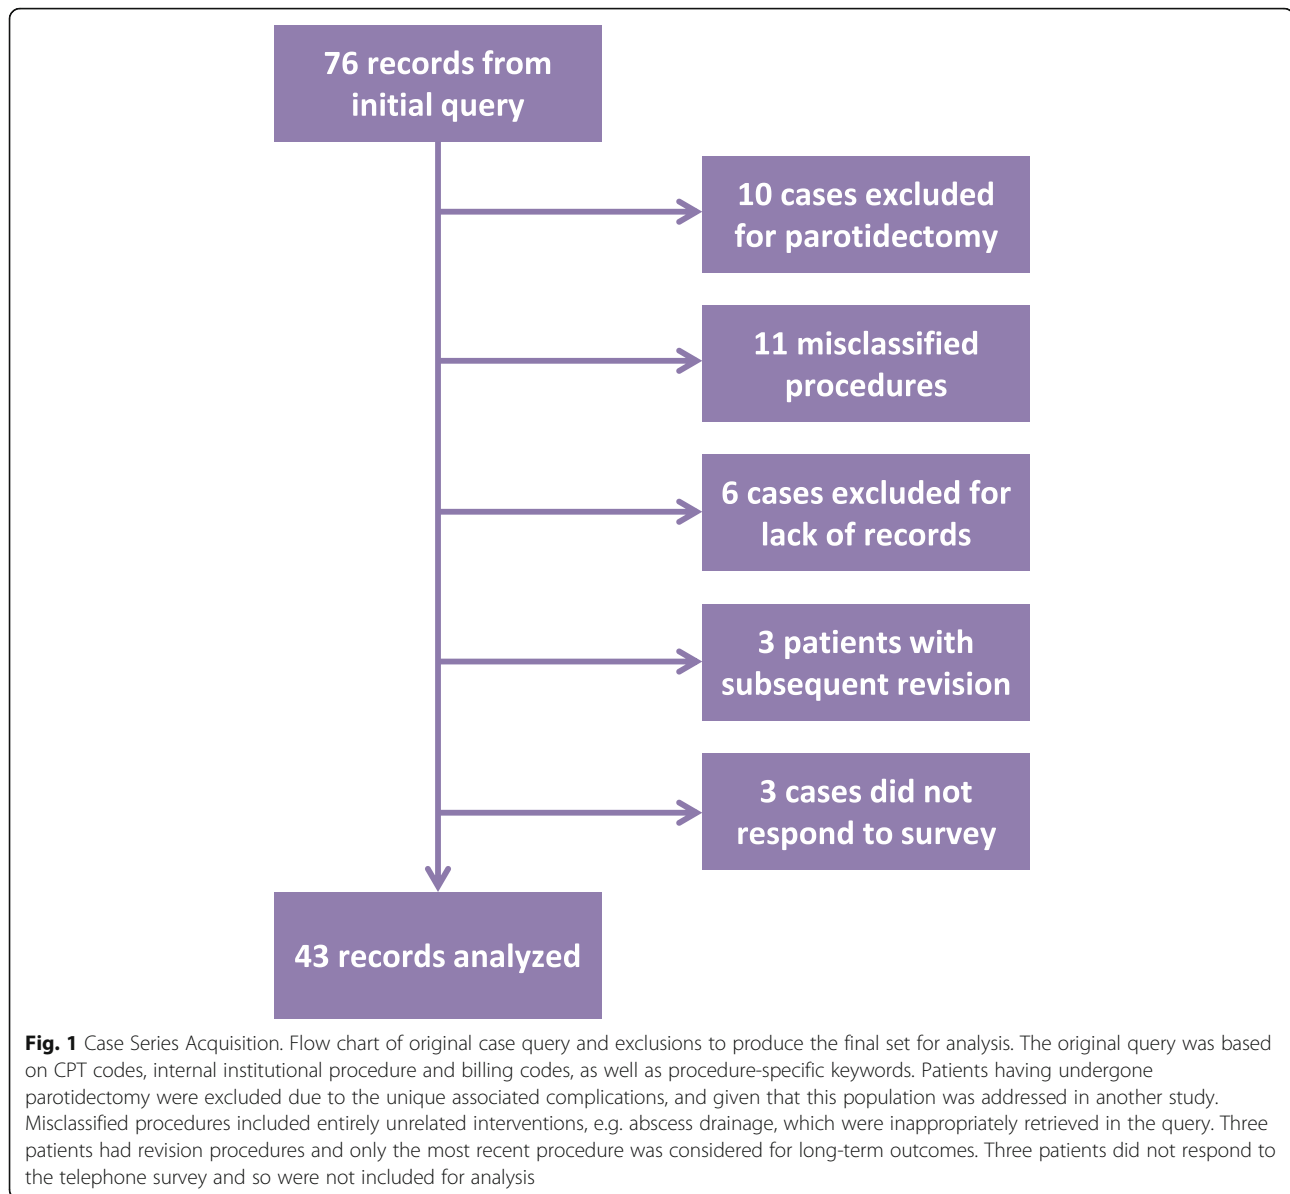 76 records from
initial query
10 cases excluded
for parotidectomy
11 misclassified
procedures
6 cases excluded for
lack of records
3 patients with
subsequent revision
3 cases did not
respond to survey
43 records analyzed
Fig. 1 Case Series Acquisition. Flow chart of original case query and exclusions to produce the final set for analysis. The original query was based
on CPT codes, internal institutional procedure and billing codes, as well as procedure-specific keywords. Patients having undergone
parotidectomy were excluded due to the unique associated complications, and given that this population was addressed in another study.
Misclassified procedures included entirely unrelated interventions, e.g. abscess drainage, which were inappropriately retrieved in the query. Three
patients had revision procedures and only the most recent procedure was considered for long-term outcomes. Three patients did not respond to
the telephone survey and so were not included for analysis